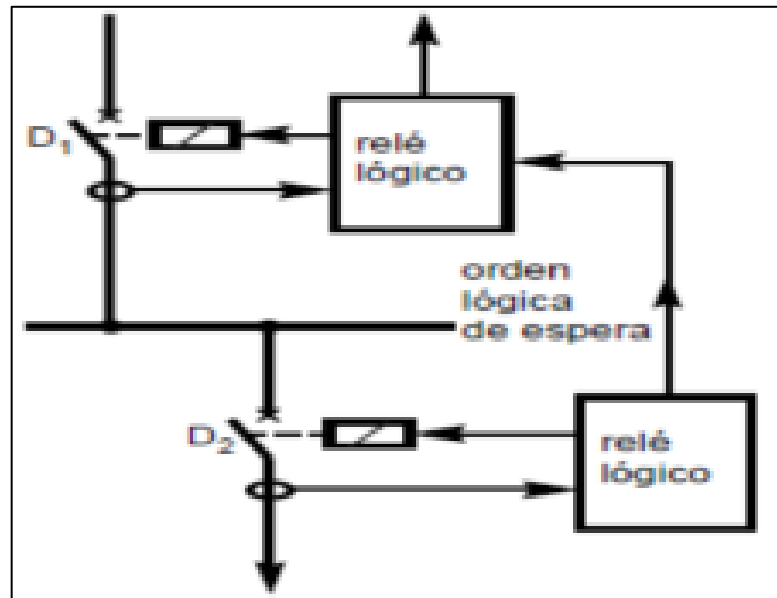 D1
relé
lógico
orden
lógica
de espera
D2
relé
lógico